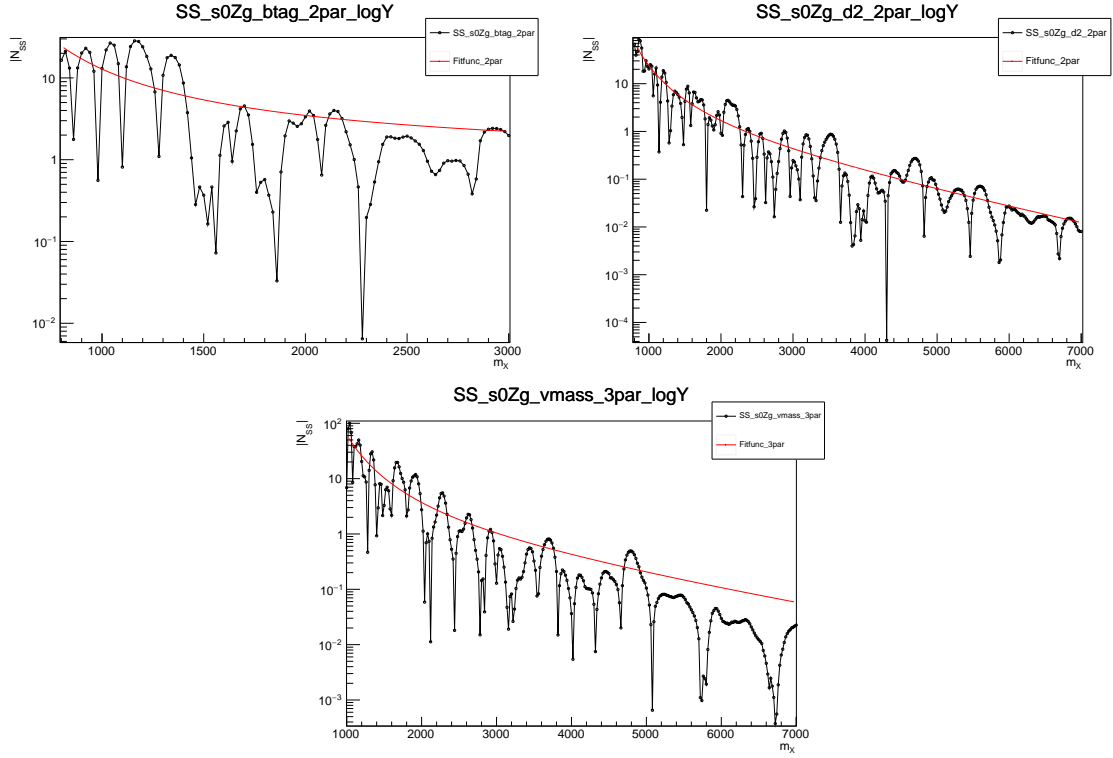 SS_s0Zg_btag_2par_logY
|N_SS|
SS_s0Zg_btag_2par
Fitfunc_2par
10
1
10^−1
10^−2
1000 1500 2000 2500 3000
m_X
SS_s0Zg_d2_2par_logY
|N_SS|
SS_s0Zg_d2_2par
Fitfunc_2par
10
1
10^−1
10^−2
10^−3
10^−4
1000 2000 3000 4000 5000 6000 7000
m_X
SS_s0Zg_vmass_3par_logY
|N_SS|
SS_s0Zg_vmass_3par
Fitfunc_3par
10^2
10
1
10^−1
10^−2
10^−3
1000 2000 3000 4000 5000 6000 7000
m_X